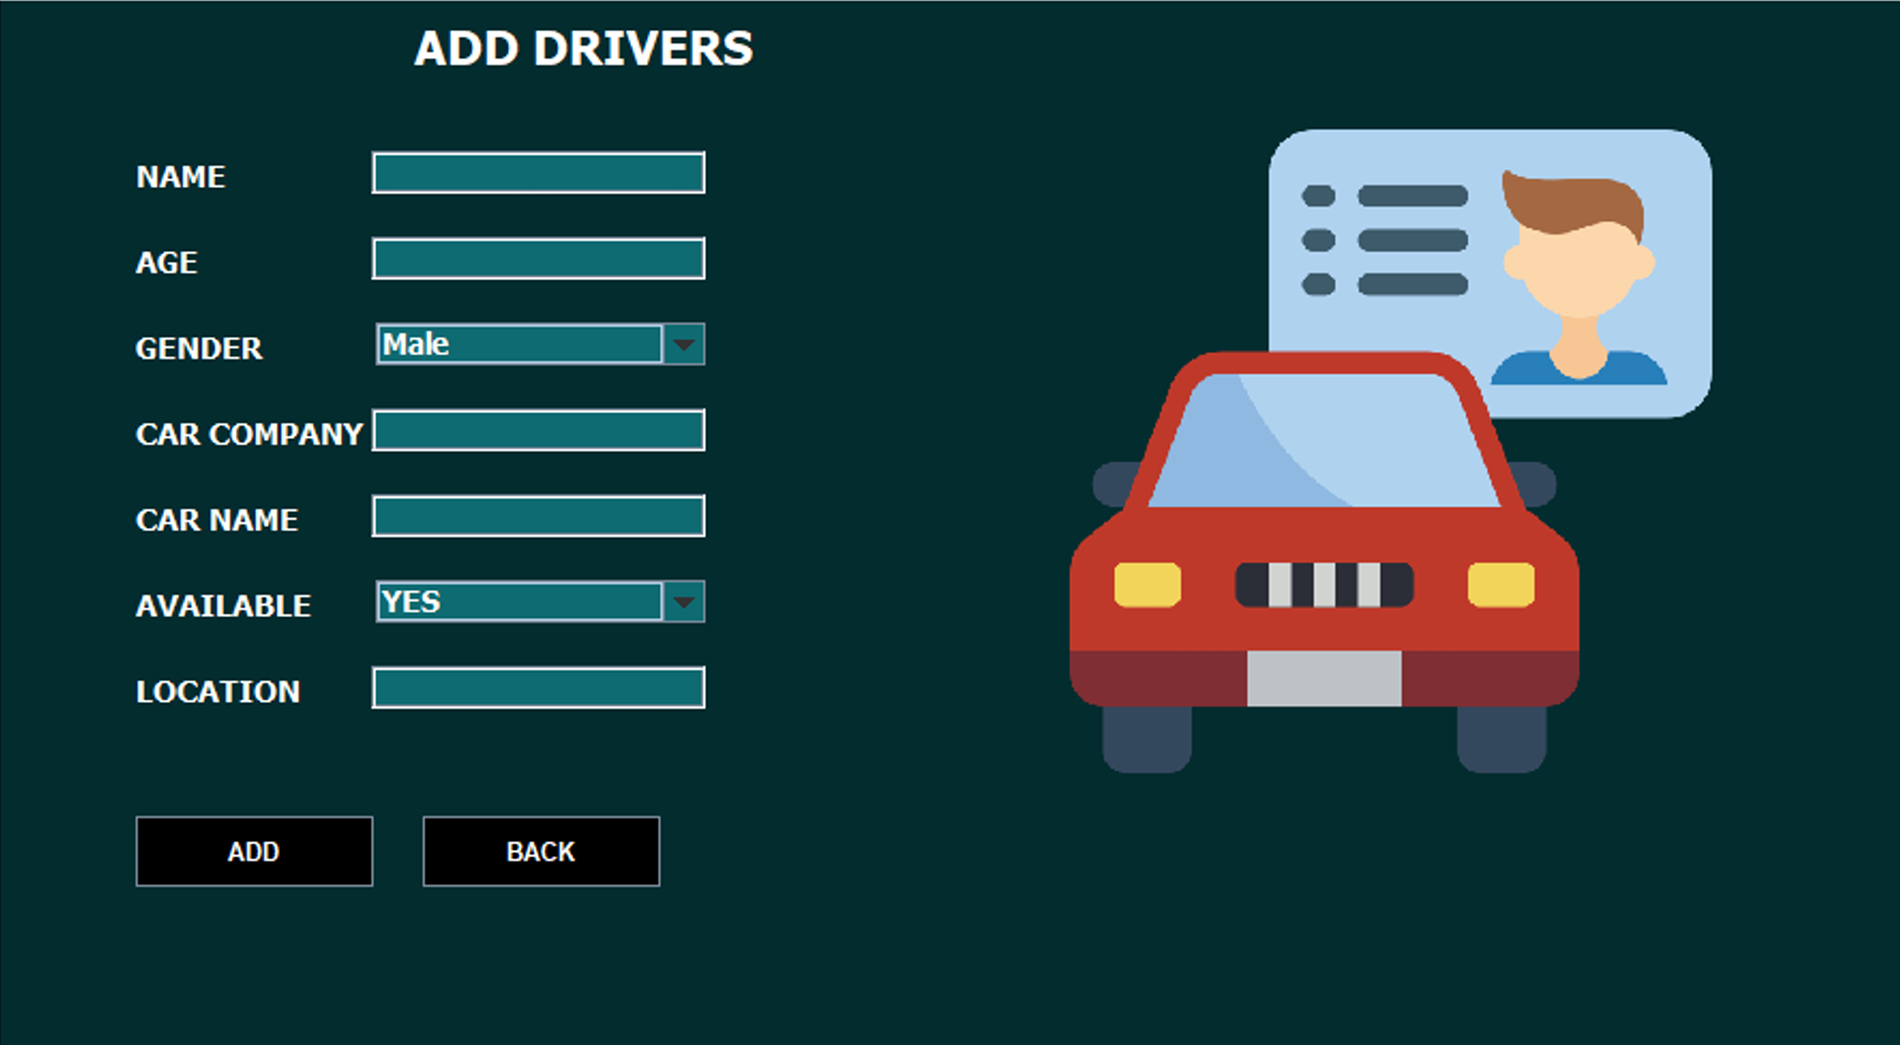 ADD DRIVERS
NAME
AGE
GENDER Male
CAR COMPANY
CAR NAME
AVAILABLE YES
LOCATION
ADD BACK